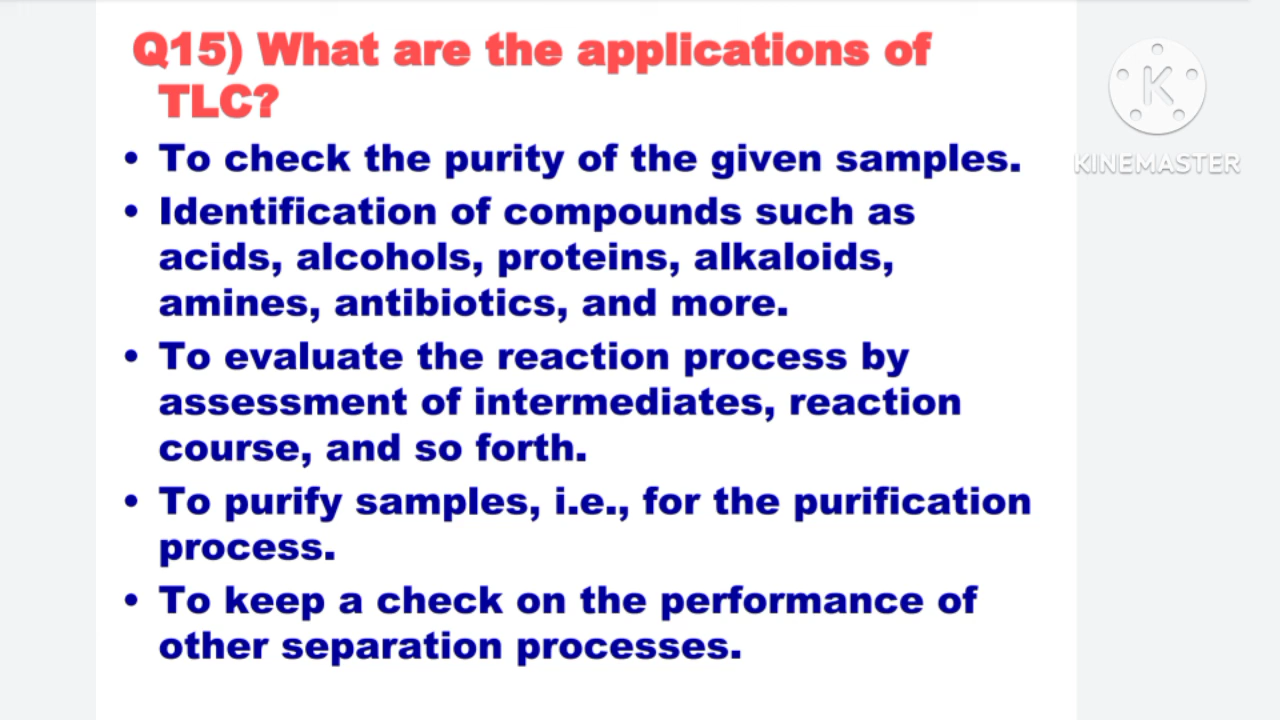 Q15) What are the applications of
TLC?
• To check the purity of the given samples.
• Identification of compounds such as
acids, alcohols, proteins, alkaloids,
amines, antibiotics, and more.
• To evaluate the reaction process by
assessment of intermediates, reaction
course, and so forth.
• To purify samples, i.e., for the purification
process.
• To keep a check on the performance of
other separation processes.
K
KINEMASTER